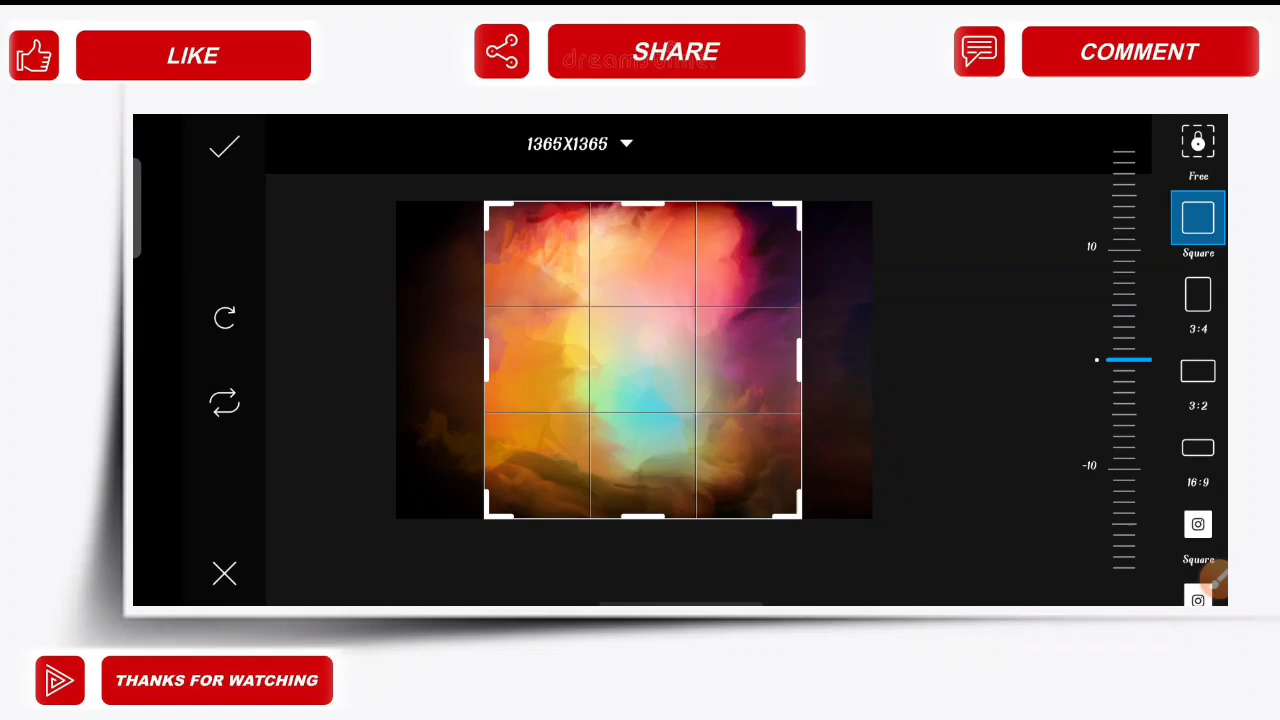 LIKE
SHARE
COMMENT
1365X1365
Free
Square
10
3:4
3:2
-10
16:9
Square
THANKS FOR WATCHING